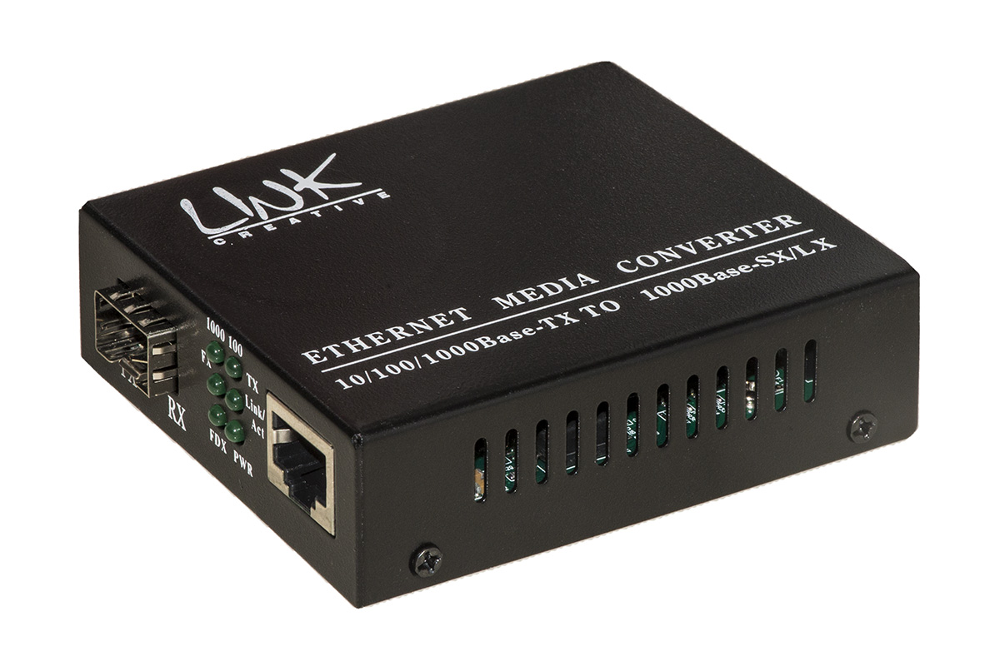 LINK
CREATIVE
ETHERNET MEDIA CONVERTER
10/100/1000Base-TX TO 1000Base-SX/LX
1000 100
FX TX
Link/
Act
FDX PWR
RX